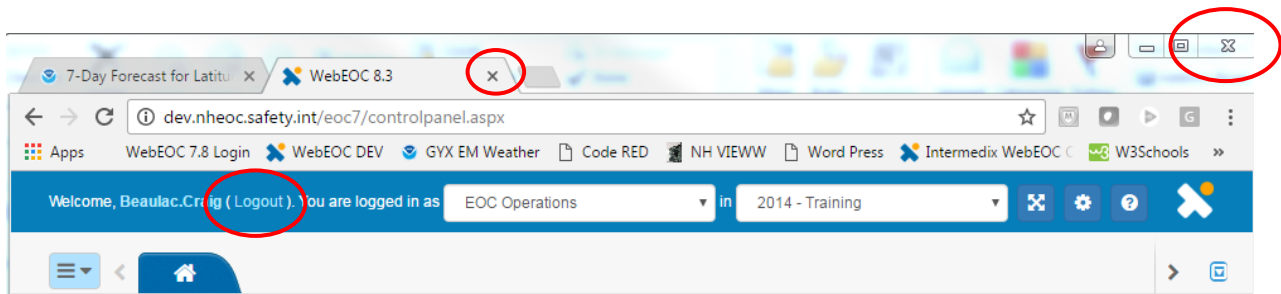 7-Day Forecast for Latitu WebEOC 8.3
dev.nheoc.safety.int/eoc7/controlpanel.aspx
Apps WebEOC 7.8 Login WebEOC DEV GYX EM Weather Code RED NH VIEWW Word Press Intermedix WebEOC C W3Schools »
Welcome, Beaulac.Craig ( Logout ). You are logged in as EOC Operations in 2014 - Training